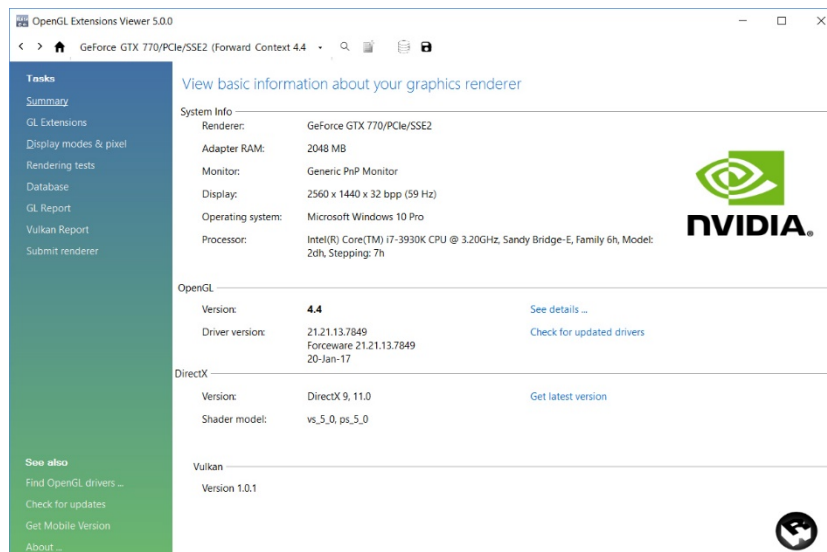 OpenGL Extensions Viewer 5.0.0
GeForce GTX 770/PCIe/SSE2 (Forward Context 4.4
Tasks
Summary
GL Extensions
Display modes & pixel
Rendering tests
Database
GL Report
Vulkan Report
Submit renderer
See also
Find OpenGL drivers ...
Check for updates
Get Mobile Version
About ...
View basic information about your graphics renderer
System Info
Renderer: GeForce GTX 770/PCIe/SSE2
Adapter RAM: 2048 MB
Monitor: Generic PnP Monitor
Display: 2560 x 1440 x 32 bpp (59 Hz)
Operating system: Microsoft Windows 10 Pro
Processor: Intel(R) Core(TM) i7-3930K CPU @ 3.20GHz, Sandy Bridge-E, Family 6h, Model:
2dh, Stepping: 7h
NVIDIA.
OpenGL
Version: 4.4 See details ...
Driver version: 21.21.13.7849 Check for updated drivers
Forceware 21.21.13.7849
20-Jan-17
DirectX
Version: DirectX 9, 11.0 Get latest version
Shader model: vs_5_0, ps_5_0
Vulkan
Version 1.0.1